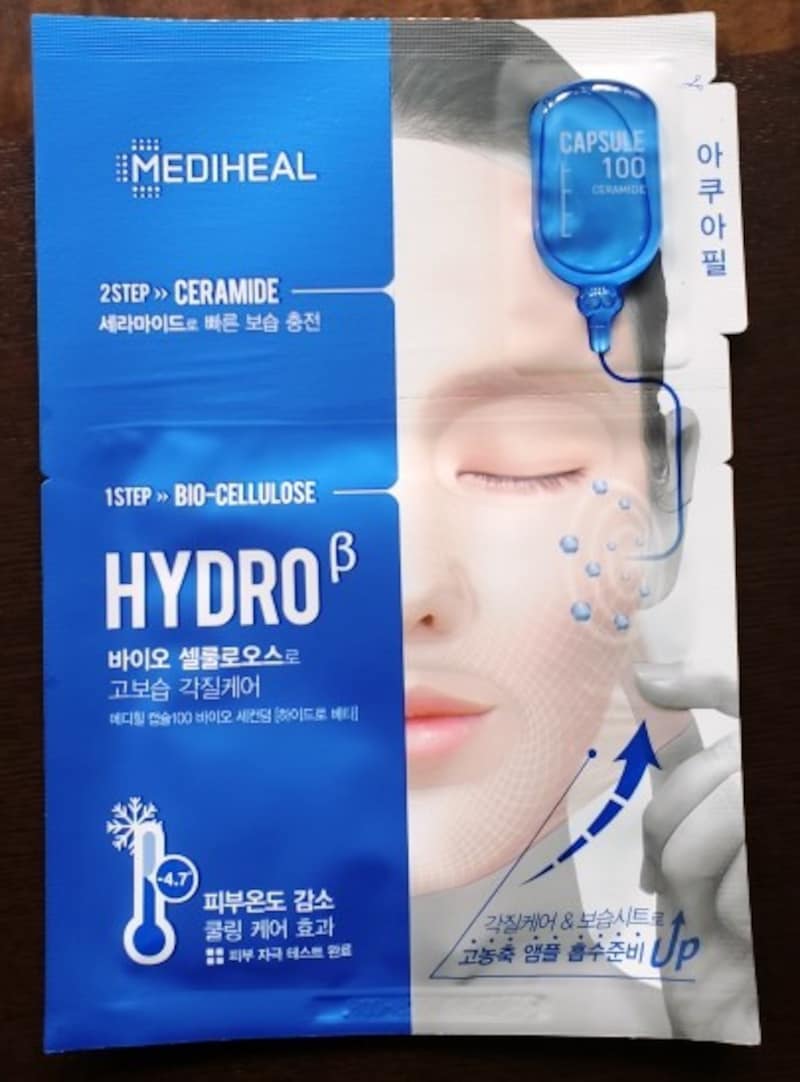 MEDIHEAL
CAPSULE
100
CERAMIDE
아쿠아필
2STEP » CERAMIDE
세라마이드로 빠른 보습 충전
1STEP » BIO-CELLULOSE
HYDRO β
바이오 셀룰로오스로
고보습 각질케어
메디힐 캡슐100 바이오 세컨덤 [하이드로 베타]
-4.7°
피부온도 감소
쿨링 케어 효과
피부 자극 테스트 완료
각질케어 & 보습시트로
고농축 앰플 흡수준비 UP